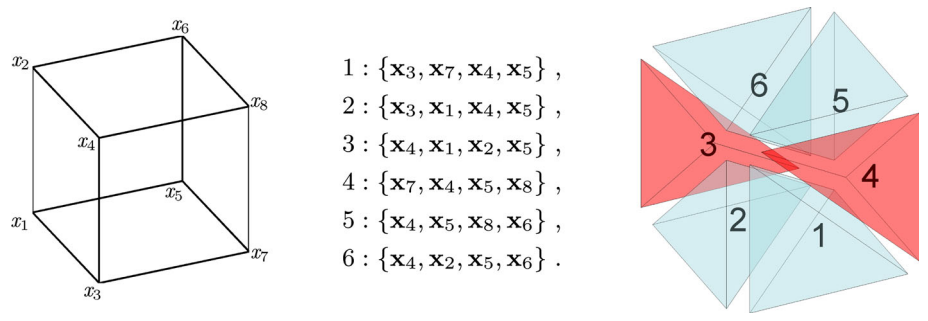 x₆
x₂
x₈
x₄
x₅
x₁
x₇
x₃
1 : {x₃, x₇, x₄, x₅} ,
2 : {x₃, x₁, x₄, x₅} ,
3 : {x₄, x₁, x₂, x₅} ,
4 : {x₇, x₄, x₅, x₈} ,
5 : {x₄, x₅, x₈, x₆} ,
6 : {x₄, x₂, x₅, x₆} .
6
5
3
4
2
1